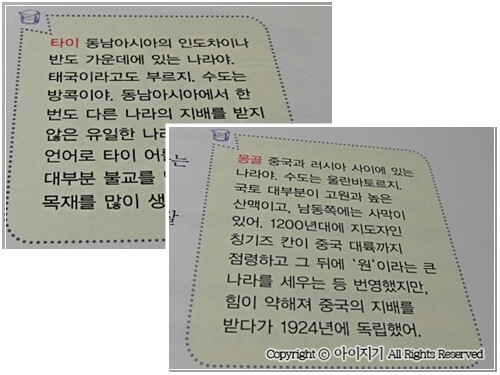 타이 동남아시아의 인도차이나
반도 가운데에 있는 나라야.
태국이라고도 부르지. 수도는
방콕이야. 동남아시아에서 한
번도 다른 나라의 지배를 받지
않은 유일한 나라
언어로 타이 어를 는
대부분 불교를
목재를 많이 생
몽골 중국과 러시아 사이에 있는
나라야. 수도는 울란바토르지.
국토 대부분이 고원과 높은
산맥이고, 남동쪽에는 사막이
있어. 1200년대에 지도자인
칭기즈 칸이 중국 대륙까지
점령하고 그 뒤에 '원'이라는 큰
나라를 세우는 등 번영했지만,
힘이 약해져 중국의 지배를
받다가 1924년에 독립했어.
Copyright ⓒ 아이지기 All Rights Reserved